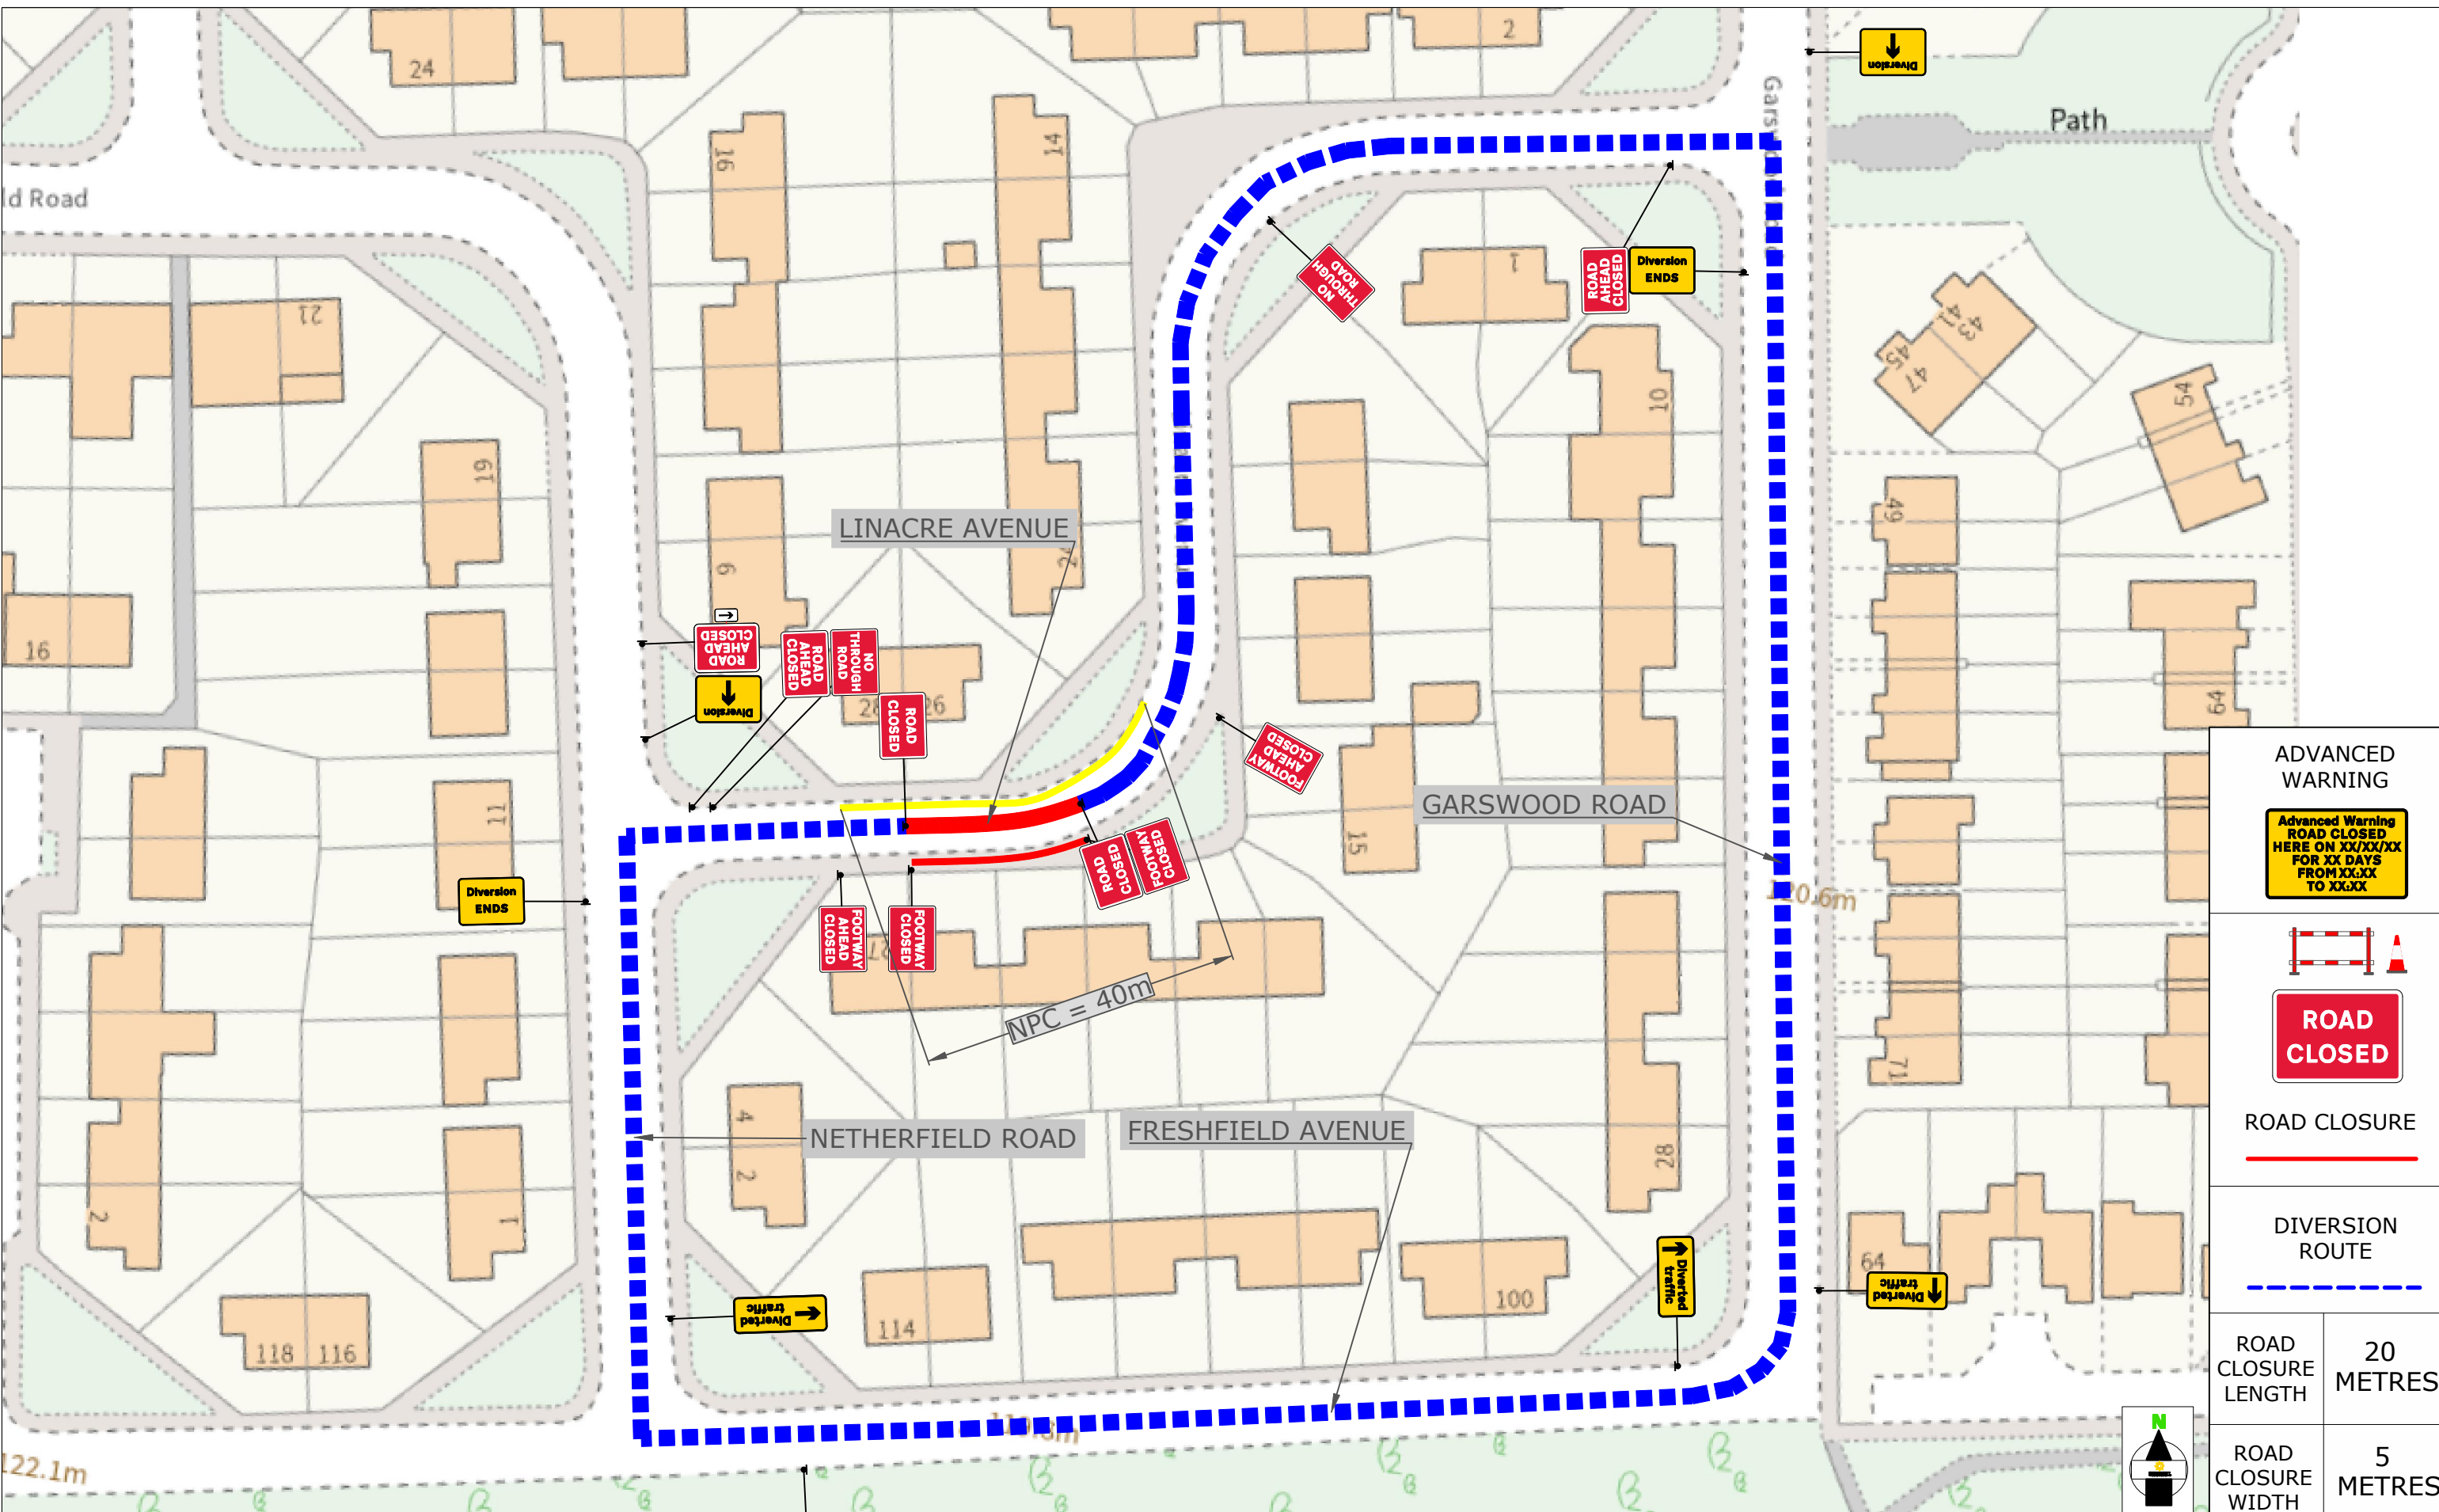 24
2
Diversion
Path
16
14
ld Road
NO
THROUGH
ROAD
1
ROAD
AHEAD
CLOSED
Diversion
ENDS
21
43
41
45
47
54
10
19
49
LINACRE AVENUE
6
16
ROAD
AHEAD
CLOSED
Diversion
ROAD
AHEAD
CLOSED
NO
THROUGH
ROAD
26
ROAD
CLOSED
64
FOOTWAY
AHEAD
CLOSED
GARSWOOD ROAD
11
15
ROAD
CLOSED
FOOTWAY
CLOSED
Diversion
ENDS
120.6m
FOOTWAY
AHEAD
CLOSED
FOOTWAY
CLOSED
NPC = 40m
71
4
2
NETHERFIELD ROAD
FRESHFIELD AVENUE
28
2
1
64
Diverted
traffic
Diverted
traffic
Diverted
traffic
118
116
114
100
122.1m
ADVANCED
WARNING
Advanced Warning
ROAD CLOSED
HERE ON XX/XX/XX
FOR XX DAYS
FROM XX:XX
TO XX:XX
ROAD
CLOSED
ROAD CLOSURE
DIVERSION
ROUTE
ROAD
CLOSURE
LENGTH
20
METRES
ROAD
CLOSURE
WIDTH
5
METRES
N